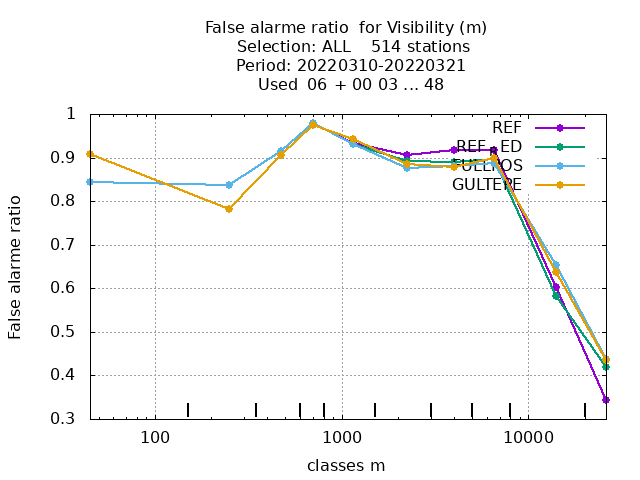 False alarme ratio  for Visibility (m)
Selection: ALL    514 stations
Period: 20220310-20220321
Used  06 + 00 03 ... 48
False alarme ratio
1
0.9
0.8
0.7
0.6
0.5
0.4
0.3
100
1000
10000
classes m
REF